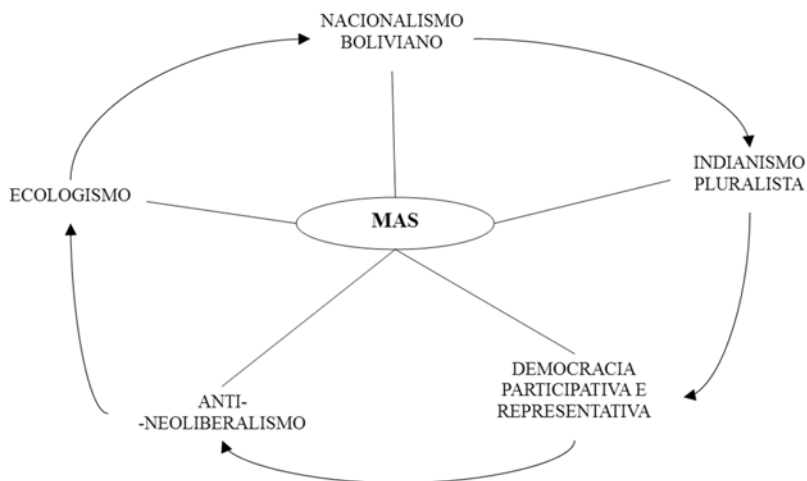 NACIONALISMO
BOLIVIANO
INDIANISMO
PLURALISTA
ECOLOGISMO
MAS
DEMOCRACIA
PARTICIPATIVA E
REPRESENTATIVA
ANTI-
-NEOLIBERALISMO